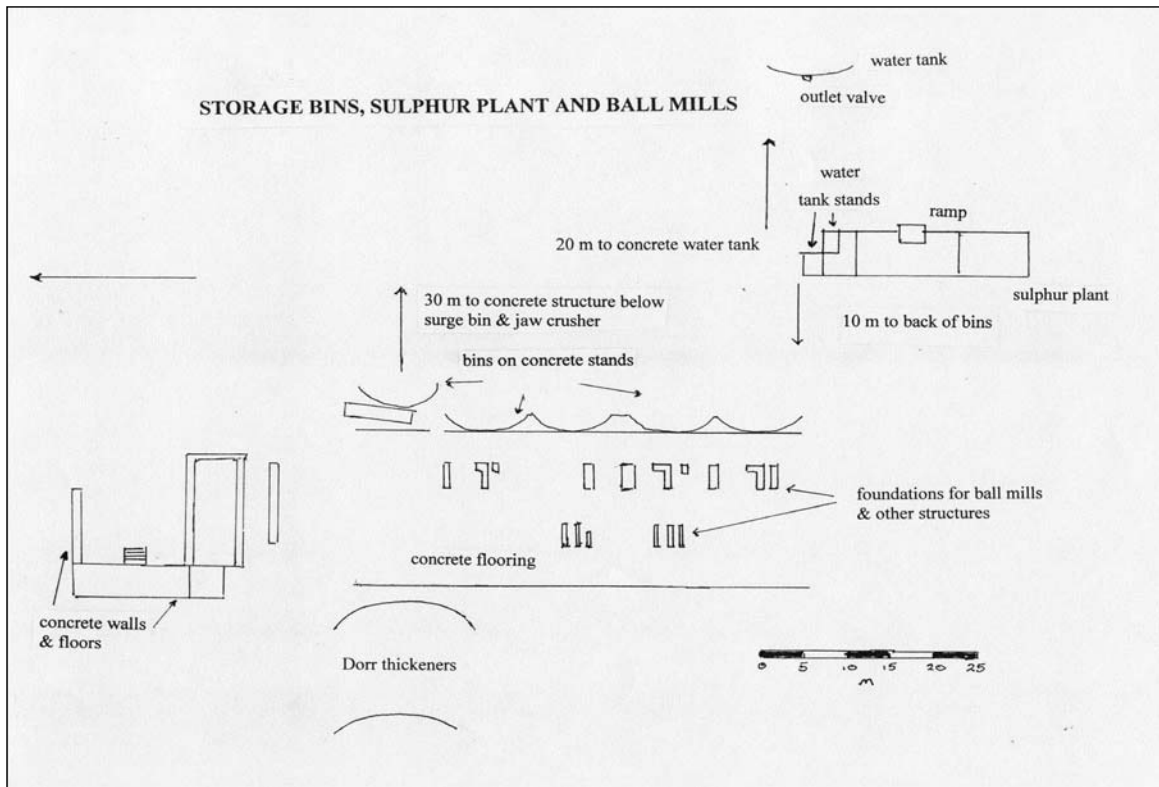 water tank
outlet valve
STORAGE BINS, SULPHUR PLANT AND BALL MILLS
water
tank stands
ramp
20 m to concrete water tank
sulphur plant
30 m to concrete structure below
surge bin & jaw crusher
10 m to back of bins
bins on concrete stands
foundations for ball mills
& other structures
concrete flooring
concrete walls
& floors
Dorr thickeners
0 5 10 15 20 25
m